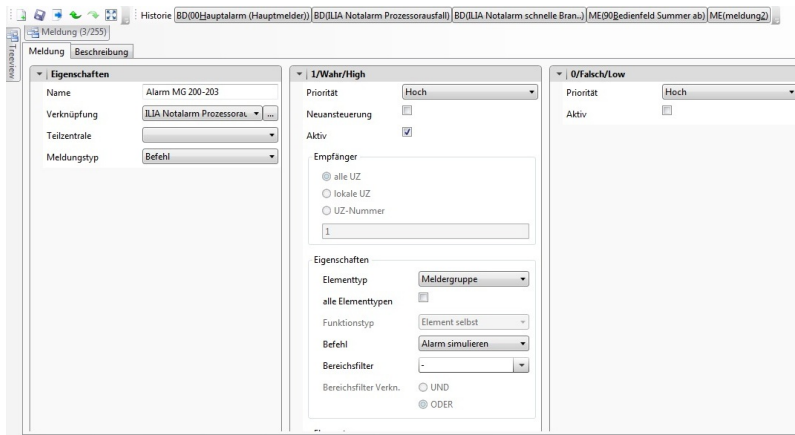 Historie BD(00Hauptalarm (Hauptmelder)) BD(ILIA Notalarm Prozessorausfall) BD(ILIA Notalarm schnelle Bran..) ME(90Bedienfeld Summer ab) ME(meldung2)
Treeview
Meldung (3/255)
Meldung Beschreibung
Eigenschaften
Name Alarm MG 200-203
Verknüpfung ILIA Notalarm Prozessorau ...
Teilzentrale
Meldungstyp Befehl
1/Wahr/High
Priorität Hoch
Neuansteuerung
Aktiv
Empfänger
alle UZ
lokale UZ
UZ-Nummer
1
Eigenschaften
Elementtyp Meldergruppe
alle Elementtypen
Funktionstyp Element selbst
Befehl Alarm simulieren
Bereichsfilter -
Bereichsfilter Verkn. UND
ODER
0/Falsch/Low
Priorität Hoch
Aktiv